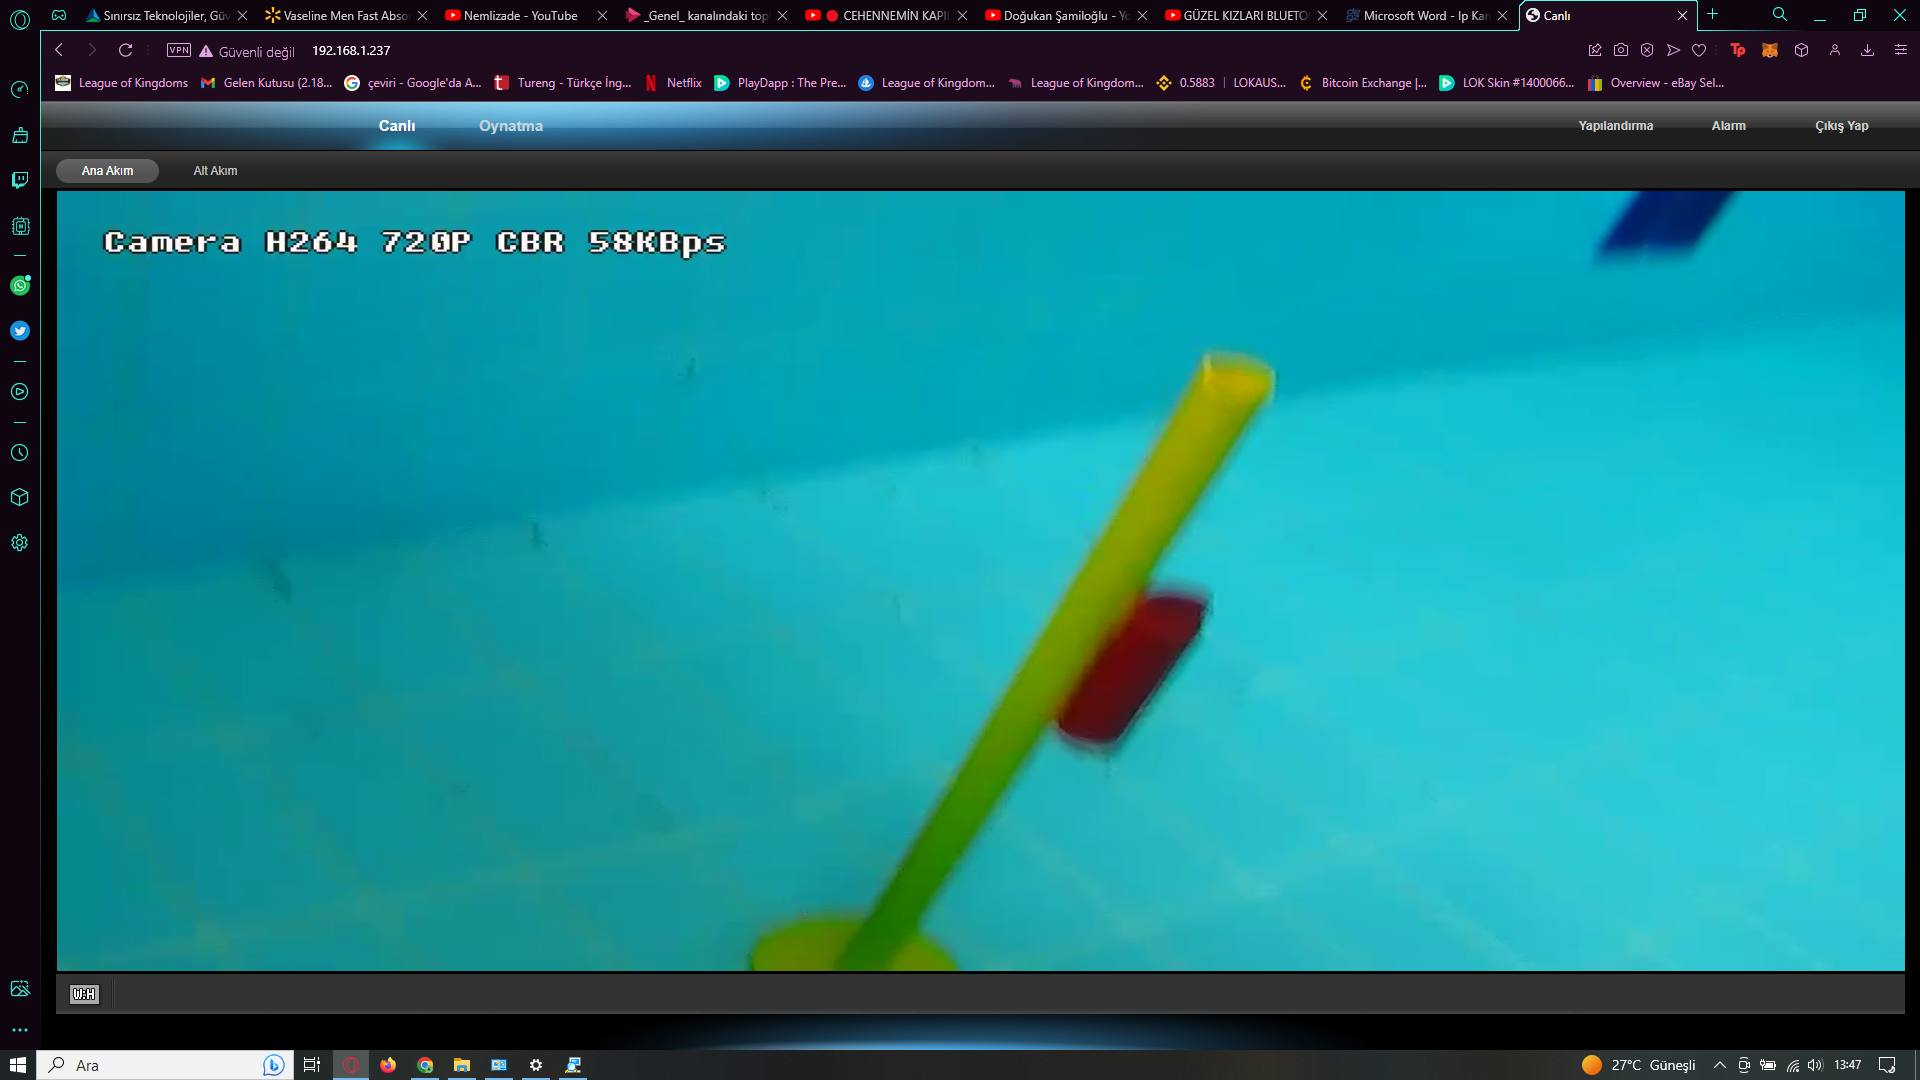 Sınırsız Teknolojiler, Güv
Vaseline Men Fast Abso
Nemlizade - YouTube
_Genel_ kanalındaki top
CEHENNEMİN KAPI
Doğukan Şamiloğlu - Yo
GÜZEL KIZLARI BLUETO
Microsoft Word - Ip Kar
Canlı
VPN
Güvenli değil
192.168.1.237
Tp
League of Kingdoms
Gelen Kutusu (2.18...
çeviri - Google'da A...
Tureng - Türkçe İng...
Netflix
PlayDapp : The Pre...
League of Kingdom...
League of Kingdom...
0.5883 | LOKAUS...
Bitcoin Exchange |...
LOK Skin #1400066...
Overview - eBay Sel...
Canlı
Oynatma
Yapılandırma
Alarm
Çıkış Yap
Ana Akım
Alt Akım
Camera H264 720P CBR 58KBps
W:H
Ara
27°C Güneşli
13:47